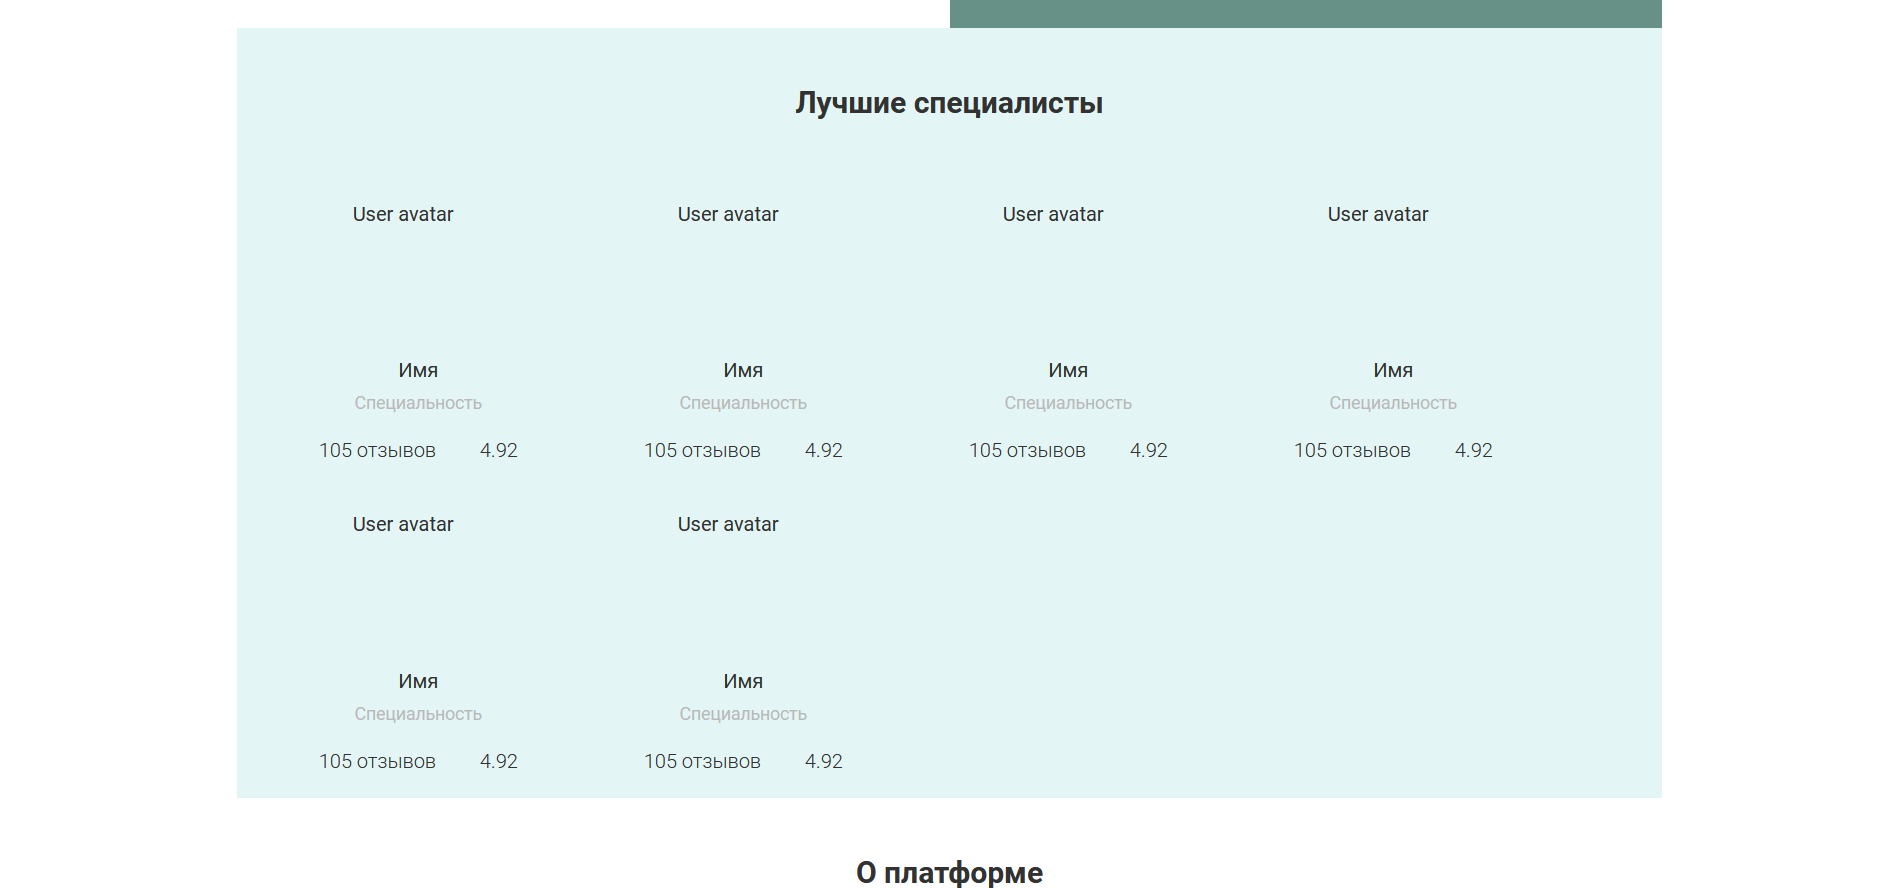 Лучшие специалисты
User avatar User avatar User avatar User avatar
Имя Имя Имя Имя
Специальность Специальность Специальность Специальность
105 отзывов 4.92 105 отзывов 4.92 105 отзывов 4.92 105 отзывов 4.92
User avatar User avatar
Имя Имя
Специальность Специальность
105 отзывов 4.92 105 отзывов 4.92
О платформе